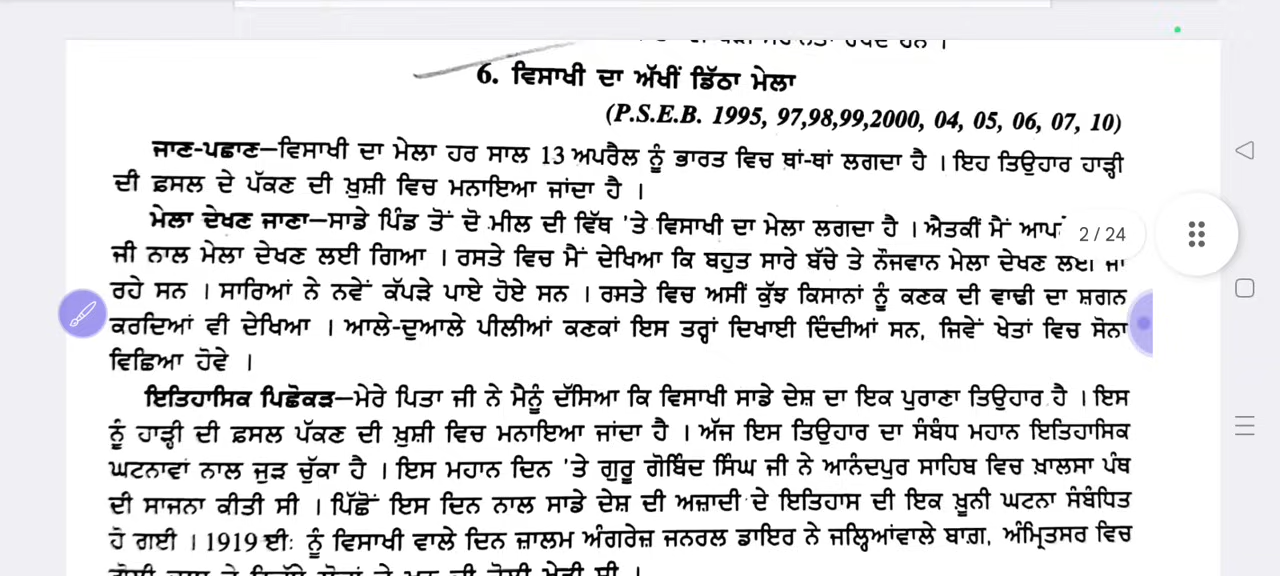 6. ਵਿਸਾਖੀ ਦਾ ਅੱਖੀਂ ਡਿੱਠਾ ਮੇਲਾ
(P.S.E.B. 1995, 97,98,99,2000, 04, 05, 06, 07, 10)
ਜਾਣ-ਪਛਾਣ—ਵਿਸਾਖੀ ਦਾ ਮੇਲਾ ਹਰ ਸਾਲ 13 ਅਪਰੈਲ ਨੂੰ ਭਾਰਤ ਵਿਚ ਥਾਂ-ਥਾਂ ਲਗਦਾ ਹੈ । ਇਹ ਤਿਉਹਾਰ ਹਾੜ੍ਹੀ
ਦੀ ਫ਼ਸਲ ਦੇ ਪੱਕਣ ਦੀ ਖ਼ੁਸ਼ੀ ਵਿਚ ਮਨਾਇਆ ਜਾਂਦਾ ਹੈ ।
ਮੇਲਾ ਦੇਖਣ ਜਾਣਾ—ਸਾਡੇ ਪਿੰਡ ਤੋਂ ਦੋ ਮੀਲ ਦੀ ਵਿੱਥ 'ਤੇ ਵਿਸਾਖੀ ਦਾ ਮੇਲਾ ਲਗਦਾ ਹੈ । ਐਤਕੀਂ ਮੈਂ
2 / 24
ਜੀ ਨਾਲ ਮੇਲਾ ਦੇਖਣ ਲਈ ਗਿਆ । ਰਸਤੇ ਵਿਚ ਮੈਂ ਦੇਖਿਆ ਕਿ ਬਹੁਤ ਸਾਰੇ ਬੱਚੇ ਤੇ ਨੌਜਵਾਨ ਮੇਲਾ ਦੇਖਣ ਲਈ ਜਾ
ਰਹੇ ਸਨ । ਸਾਰਿਆਂ ਨੇ ਨਵੇਂ ਕੱਪੜੇ ਪਾਏ ਹੋਏ ਸਨ । ਰਸਤੇ ਵਿਚ ਅਸੀਂ ਕੁੱਝ ਕਿਸਾਨਾਂ ਨੂੰ ਕਣਕ ਦੀ ਵਾਢੀ ਦਾ ਸ਼ਗਨ
ਕਰਦਿਆਂ ਵੀ ਦੇਖਿਆ । ਆਲੇ-ਦੁਆਲੇ ਪੀਲੀਆਂ ਕਣਕਾਂ ਇਸ ਤਰ੍ਹਾਂ ਦਿਖਾਈ ਦਿੰਦੀਆਂ ਸਨ, ਜਿਵੇਂ ਖੇਤਾਂ ਵਿਚ ਸੋਨਾ
ਵਿਛਿਆ ਹੋਵੇ ।
ਇਤਿਹਾਸਿਕ ਪਿਛੋਕੜ—ਮੇਰੇ ਪਿਤਾ ਜੀ ਨੇ ਮੈਨੂੰ ਦੱਸਿਆ ਕਿ ਵਿਸਾਖੀ ਸਾਡੇ ਦੇਸ਼ ਦਾ ਇਕ ਪੁਰਾਣਾ ਤਿਉਹਾਰ ਹੈ । ਇਸ
ਨੂੰ ਹਾੜ੍ਹੀ ਦੀ ਫ਼ਸਲ ਪੱਕਣ ਦੀ ਖ਼ੁਸ਼ੀ ਵਿਚ ਮਨਾਇਆ ਜਾਂਦਾ ਹੈ । ਅੱਜ ਇਸ ਤਿਉਹਾਰ ਦਾ ਸੰਬੰਧ ਮਹਾਨ ਇਤਿਹਾਸਿਕ
ਘਟਨਾਵਾਂ ਨਾਲ ਜੁੜ ਚੁੱਕਾ ਹੈ । ਇਸ ਮਹਾਨ ਦਿਨ 'ਤੇ ਗੁਰੂ ਗੋਬਿੰਦ ਸਿੰਘ ਜੀ ਨੇ ਆਨੰਦਪੁਰ ਸਾਹਿਬ ਵਿਚ ਖ਼ਾਲਸਾ ਪੰਥ
ਦੀ ਸਾਜਨਾ ਕੀਤੀ ਸੀ । ਪਿੱਛੋਂ ਇਸ ਦਿਨ ਨਾਲ ਸਾਡੇ ਦੇਸ਼ ਦੀ ਅਜ਼ਾਦੀ ਦੇ ਇਤਿਹਾਸ ਦੀ ਇਕ ਖ਼ੂਨੀ ਘਟਨਾ ਸੰਬੰਧਿਤ
ਹੋ ਗਈ । 1919 ਈ: ਨੂੰ ਵਿਸਾਖੀ ਵਾਲੇ ਦਿਨ ਜ਼ਾਲਮ ਅੰਗਰੇਜ਼ ਜਨਰਲ ਡਾਇਰ ਨੇ ਜਲ੍ਹਿਆਂਵਾਲੇ ਬਾਗ਼, ਅੰਮ੍ਰਿਤਸਰ ਵਿਚ